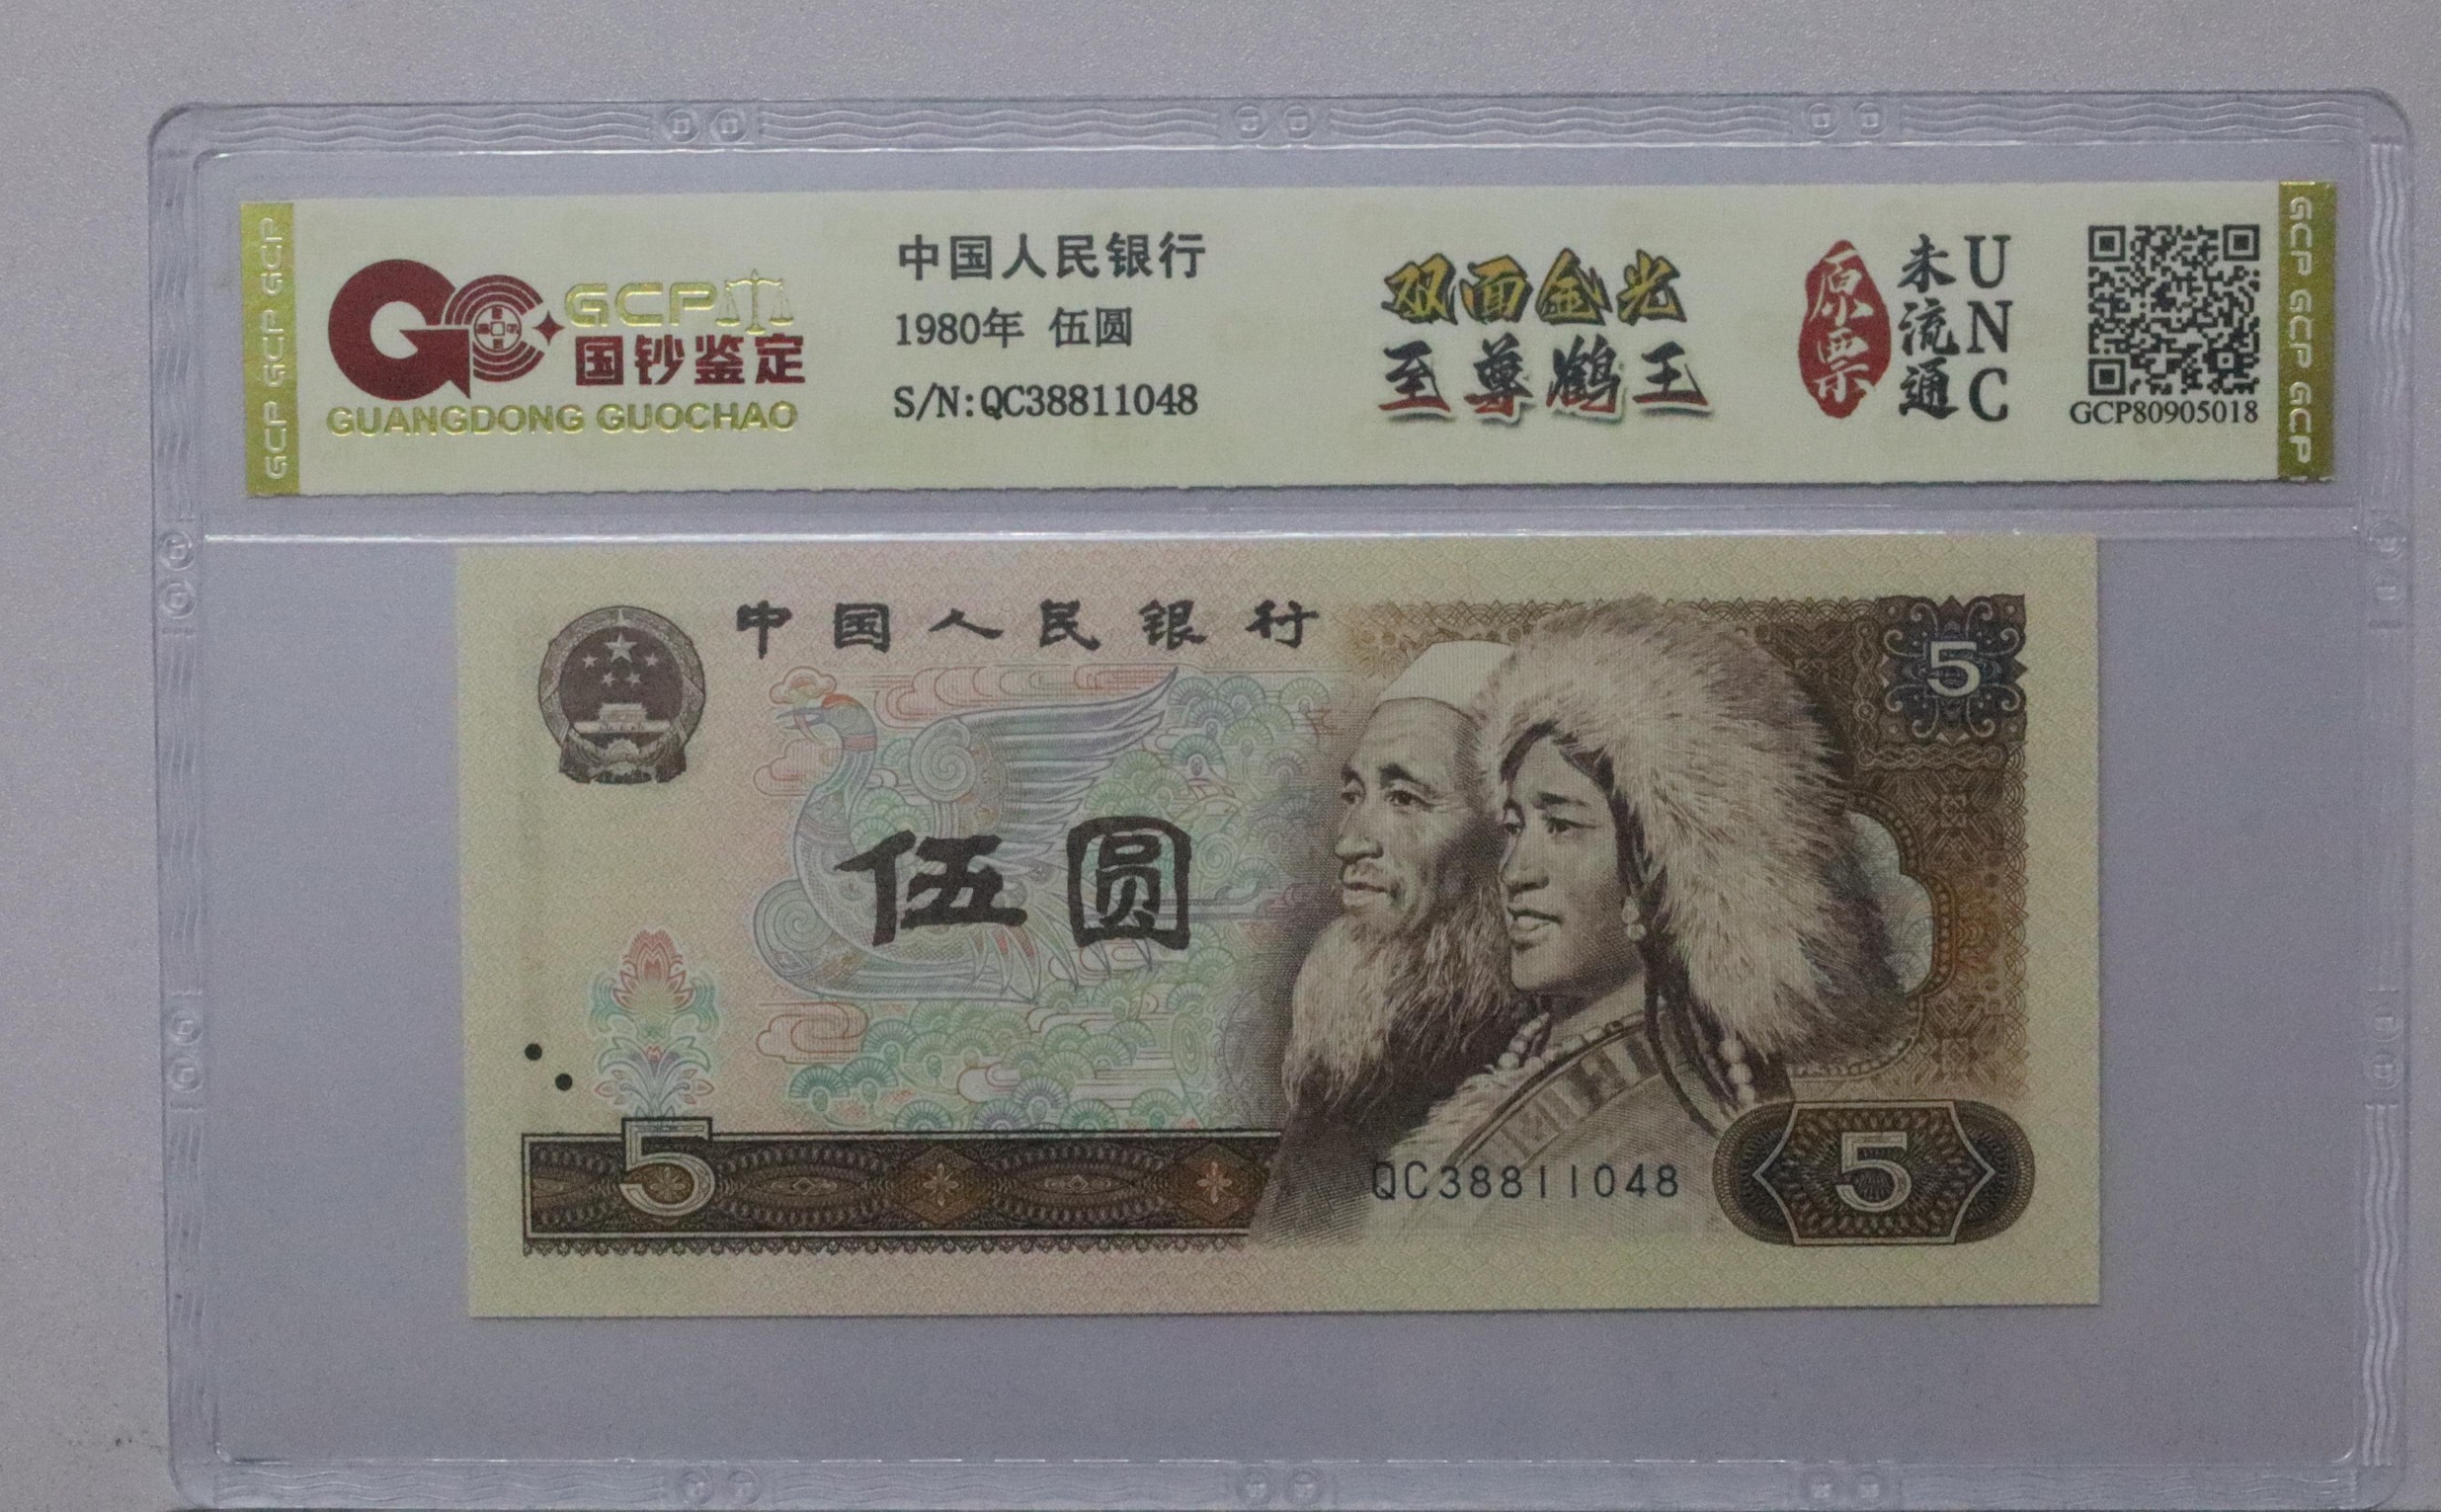 GCP GCP GCP
GCP
国钞鉴定
GUANGDONG GUOCHAO
中国人民银行
1980年 伍圆
S/N:QC38811048
双面金光
至尊鹤王
原票
未流通
UNC
GCP80905018
GCP GCP GCP
中国人民银行
5
伍圆
5
QC38811048
5